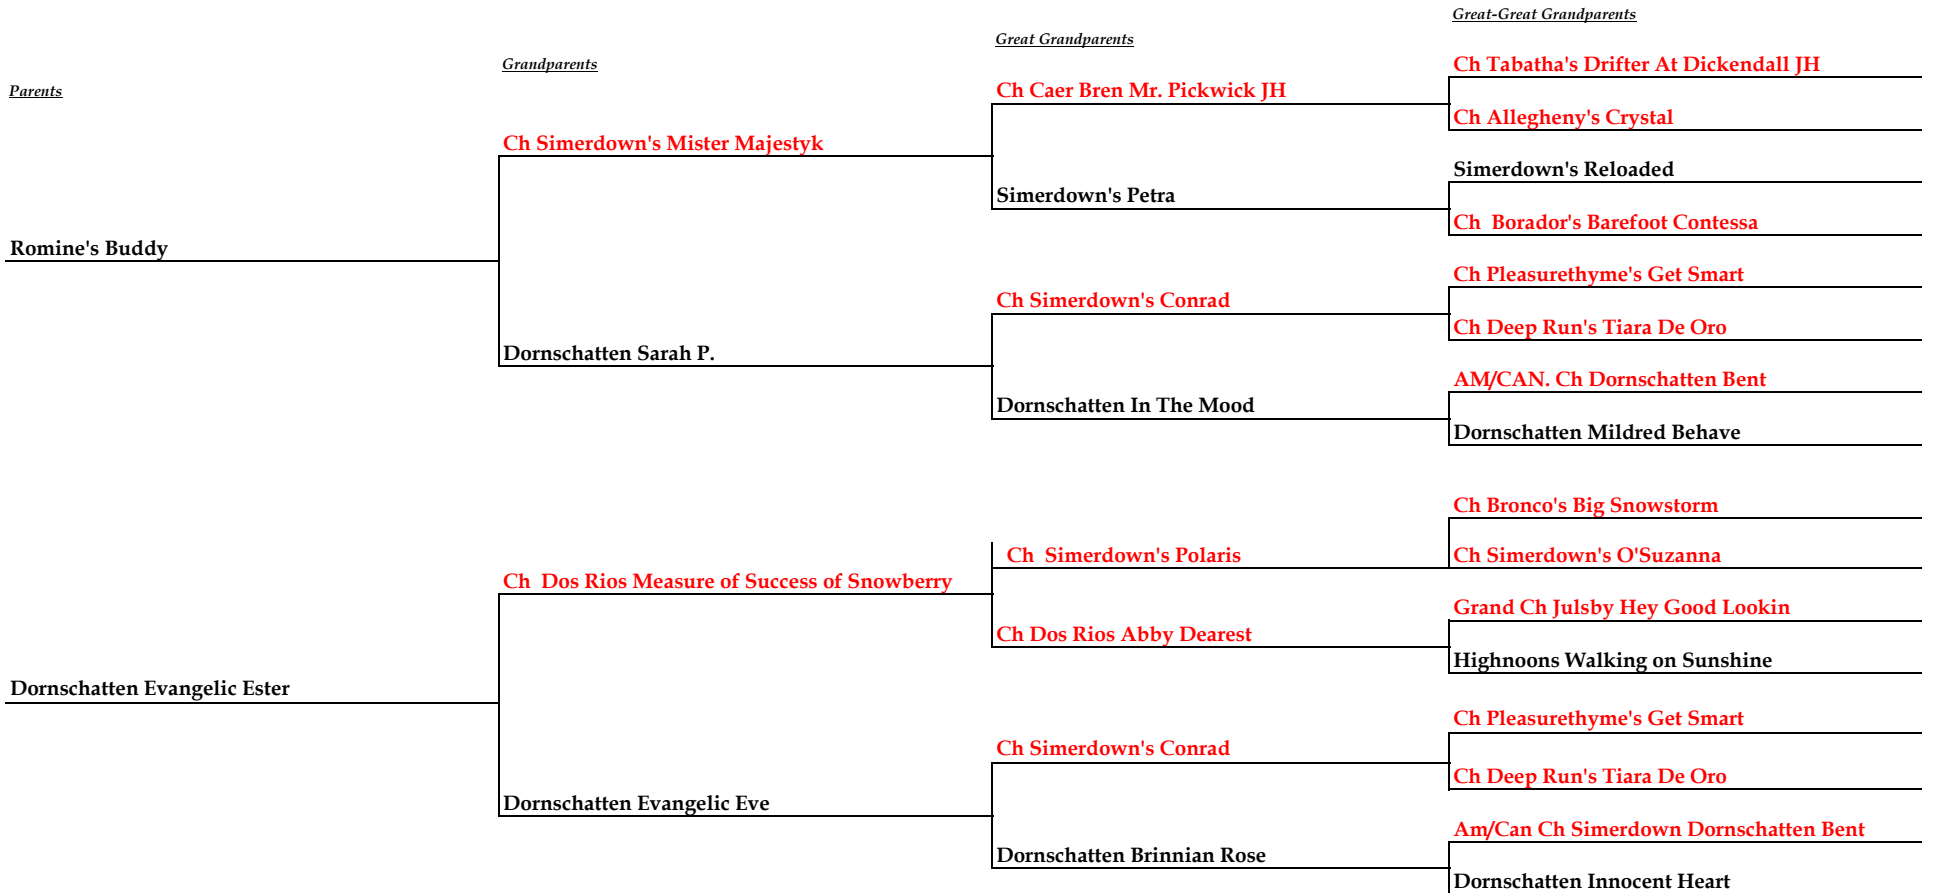 Great-Great Grandparents
Great Grandparents
Grandparents
Parents
Ch Tabatha's Drifter At Dickendall JH
Ch Caer Bren Mr. Pickwick JH
Ch Allegheny's Crystal
Ch Simerdown's Mister Majestyk
Simerdown's Reloaded
Simerdown's Petra
Ch  Borador's Barefoot Contessa
Romine's Buddy
Ch Pleasurethyme's Get Smart
Ch Simerdown's Conrad
Ch Deep Run's Tiara De Oro
Dornschatten Sarah P.
AM/CAN. Ch Dornschatten Bent
Dornschatten In The Mood
Dornschatten Mildred Behave
Ch Bronco's Big Snowstorm
Ch  Simerdown's Polaris
Ch Simerdown's O'Suzanna
Ch  Dos Rios Measure of Success of Snowberry
Grand Ch Julsby Hey Good Lookin
Ch Dos Rios Abby Dearest
Highnoons Walking on Sunshine
Dornschatten Evangelic Ester
Ch Pleasurethyme's Get Smart
Ch Simerdown's Conrad
Ch Deep Run's Tiara De Oro
Dornschatten Evangelic Eve
Am/Can Ch Simerdown Dornschatten Bent
Dornschatten Brinnian Rose
Dornschatten Innocent Heart